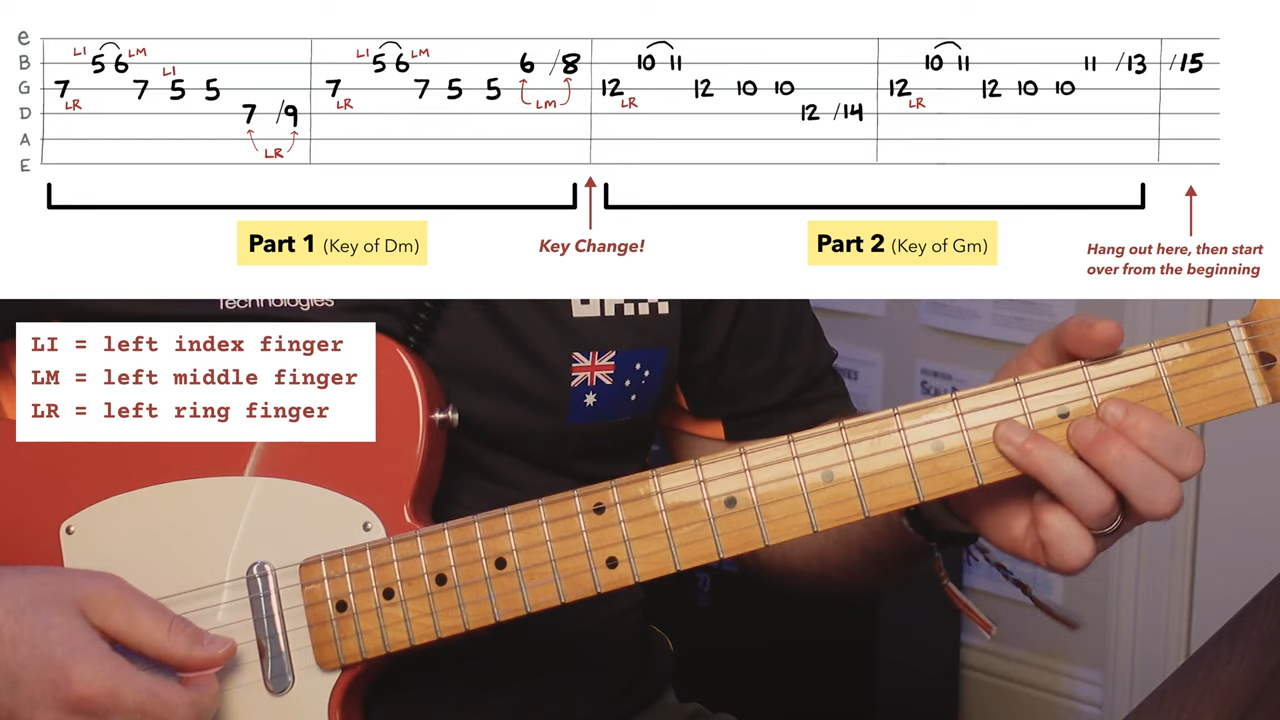 e
B
G
D
A
E
LI LM LI LM
5 6 5 6 6 /8 10 11 10 11 11 /13 /15
LI
7 7 5 5 7 7 5 5 12 12 10 10 12 12 10 10
LR LR LM LR LR
7 /9 12 /14
LR
Part 1 (Key of Dm)
Key Change!
Part 2 (Key of Gm)
Hang out here, then start
over from the beginning
Technologies
LI = left index finger
LM = left middle finger
LR = left ring finger